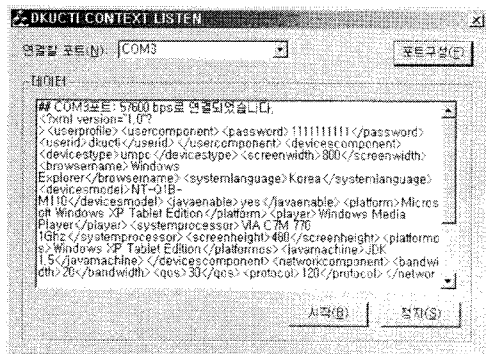 DKUCTI CONTEXT LISTEN
연결할 포트(N): COM3 포트구성(F)
데이터
## COM3포트: 57600 bps로 연결되었습니다.
<?xml version="1.0"?
> <userprofile> <usercomponent> <password> 1111111111 </password>
<userid> dkucti </userid> </usercomponent> <devicescomponent>
<devicestype> umpc </devicestype> <screenwidth> 800 </screenwidth>
<browsername> Windows
Explorer </browsername> <systemlanguage> Korea </systemlanguage>
<devicesmodel> NT-Q1B-
M110 </devicesmodel> <javaenable> yes </javaenable> <platform> Micros
oft Windows XP Tablet Edition </platform> <player> Windows Media
Player </player> <systemprocessor> VIA C7M 770
1Ghz </systemprocessor> <screenheight> 480 </screenheight> <platformo
s> Windows XP Tablet Edition </platformos> <javamachine> JDK
1.5 </javamachine> </devicescomponent> <networkcomponent> <bandwi
dth> 20 </bandwidth> <qos> 30 </qos> <protocol> 120 </protocol> </networ
시작(B) 정지(S)